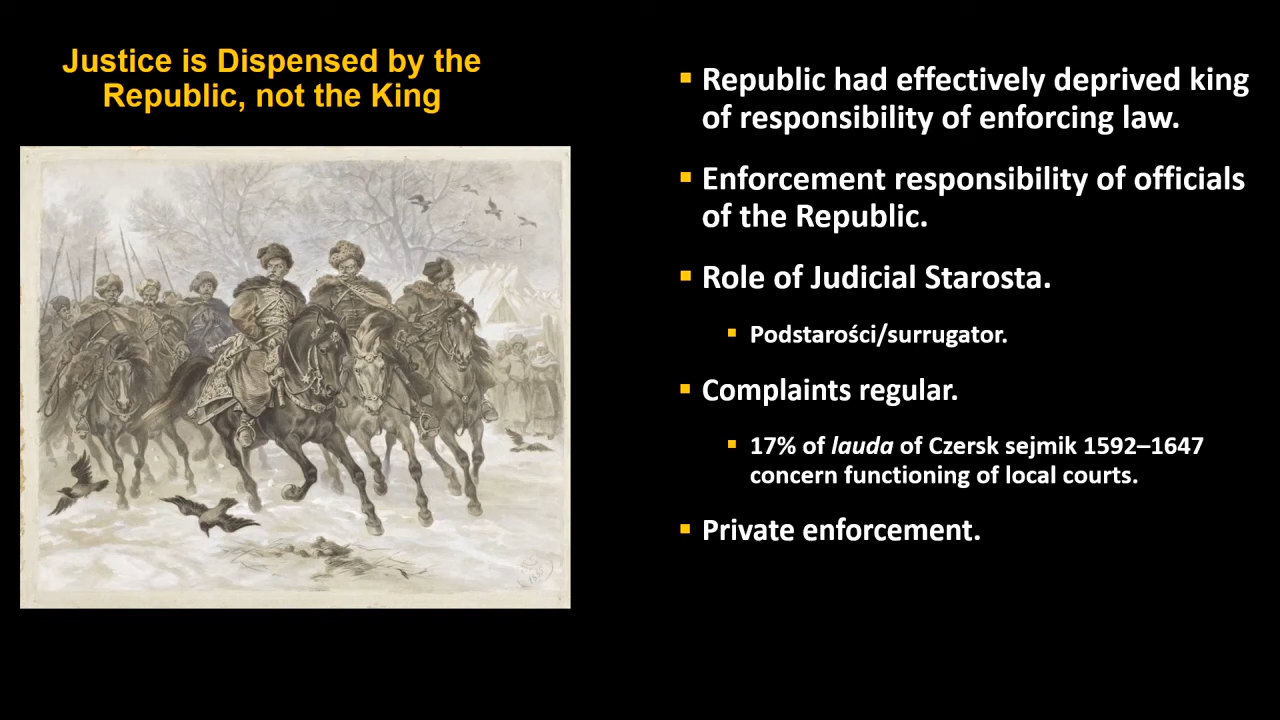 Justice is Dispensed by the
Republic, not the King
▪ Republic had effectively deprived king
of responsibility of enforcing law.
▪ Enforcement responsibility of officials
of the Republic.
▪ Role of Judicial Starosta.
▪ Podstarości/surrugator.
▪ Complaints regular.
▪ 17% of lauda of Czersk sejmik 1592–1647
concern functioning of local courts.
▪ Private enforcement.